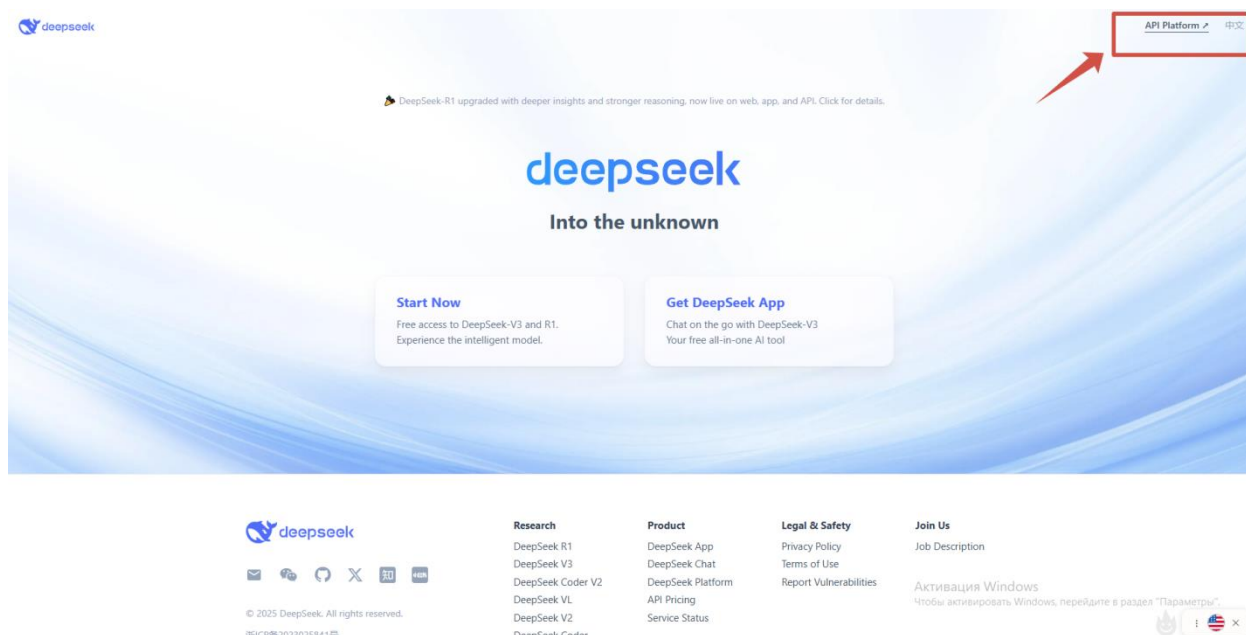 deepseek
API Platform ↗ 中文
DeepSeek-R1 upgraded with deeper insights and stronger reasoning, now live on web, app, and API. Click for details.
deepseek
Into the unknown
Start Now
Free access to DeepSeek-V3 and R1.
Experience the intelligent model.
Get DeepSeek App
Chat on the go with DeepSeek-V3
Your free all-in-one AI tool
deepseek
知
© 2025 DeepSeek. All rights reserved.
Research
DeepSeek R1
DeepSeek V3
DeepSeek Coder V2
DeepSeek VL
DeepSeek V2
DeepSeek Coder
Product
DeepSeek App
DeepSeek Chat
DeepSeek Platform
API Pricing
Service Status
Legal & Safety
Privacy Policy
Terms of Use
Report Vulnerabilities
Join Us
Job Description
Активация Windows
Чтобы активировать Windows, перейдите в раздел "Параметры".